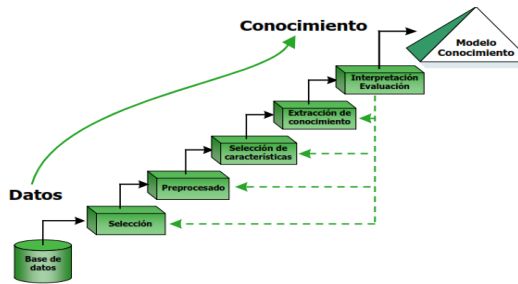 Conocimiento
Modelo
Conocimiento
Interpretación
Evaluación
Extracción de
conocimiento
Selección de
características
Preprocesado
Datos
Selección
Base de
datos